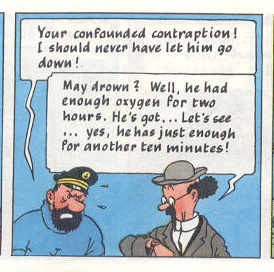 Your confounded contraption!
I should never have let him go
down!
May drown? Well, he had
enough oxygen for two
hours. He's got... Let's see
... yes, he has just enough
for another ten minutes!